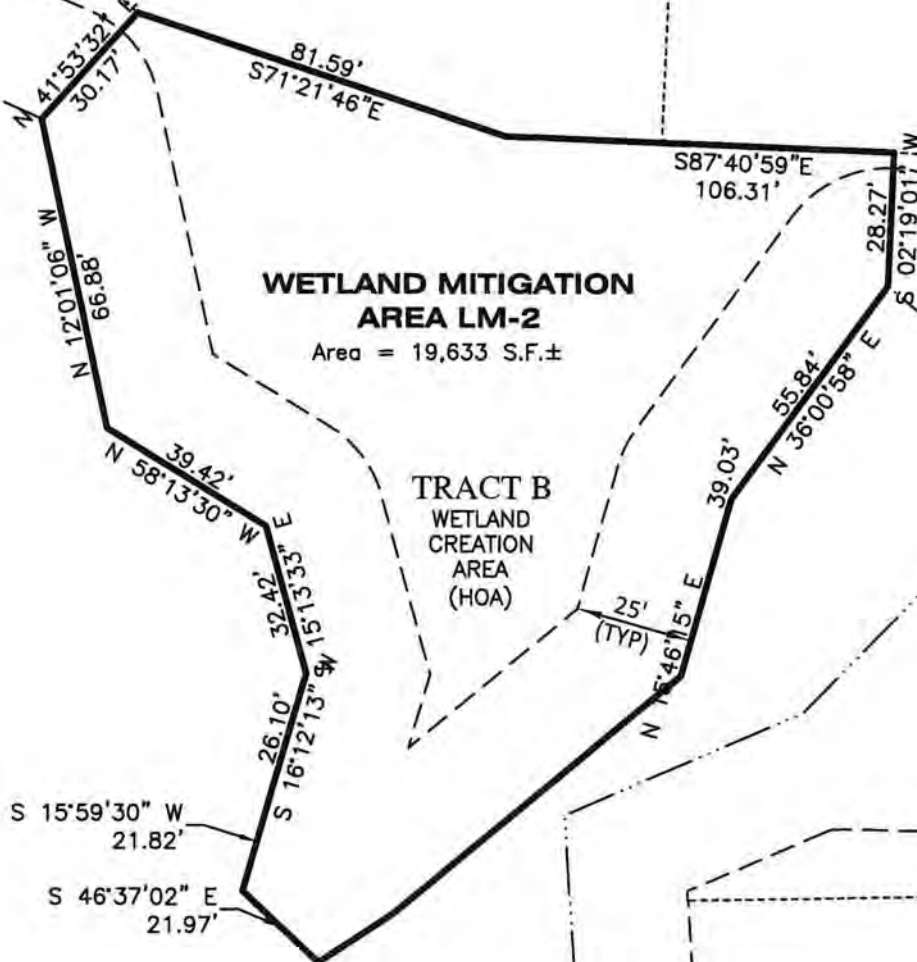 N 41°53'32" E
30.17'
81.59'
S71°21'46"E
S87°40'59"E
106.31'
28.27'
S 02°19'01" W
N 12°01'06" W
66.88'
WETLAND MITIGATION
AREA LM-2
Area = 19,633 S.F.±
55.84'
N 36°00'58" E
39.42'
N 58°13'30" W
TRACT B
WETLAND
CREATION
AREA
(HOA)
39.03'
32.42'
15°13'33" E
25'
(TYP)
26.10'
S 16°12'13" W
S 15°59'30" W
21.82'
S 46°37'02" E
21.97'